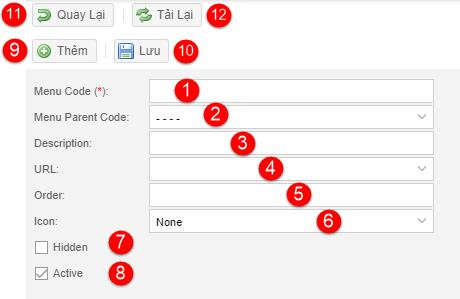 11 Quay Lại Tải Lại 12
9 Thêm Lưu 10
Menu Code (*): 1
Menu Parent Code: - - - - 2
Description: 3
URL: 4
Order: 5
Icon: None 6
Hidden 7
Active 8